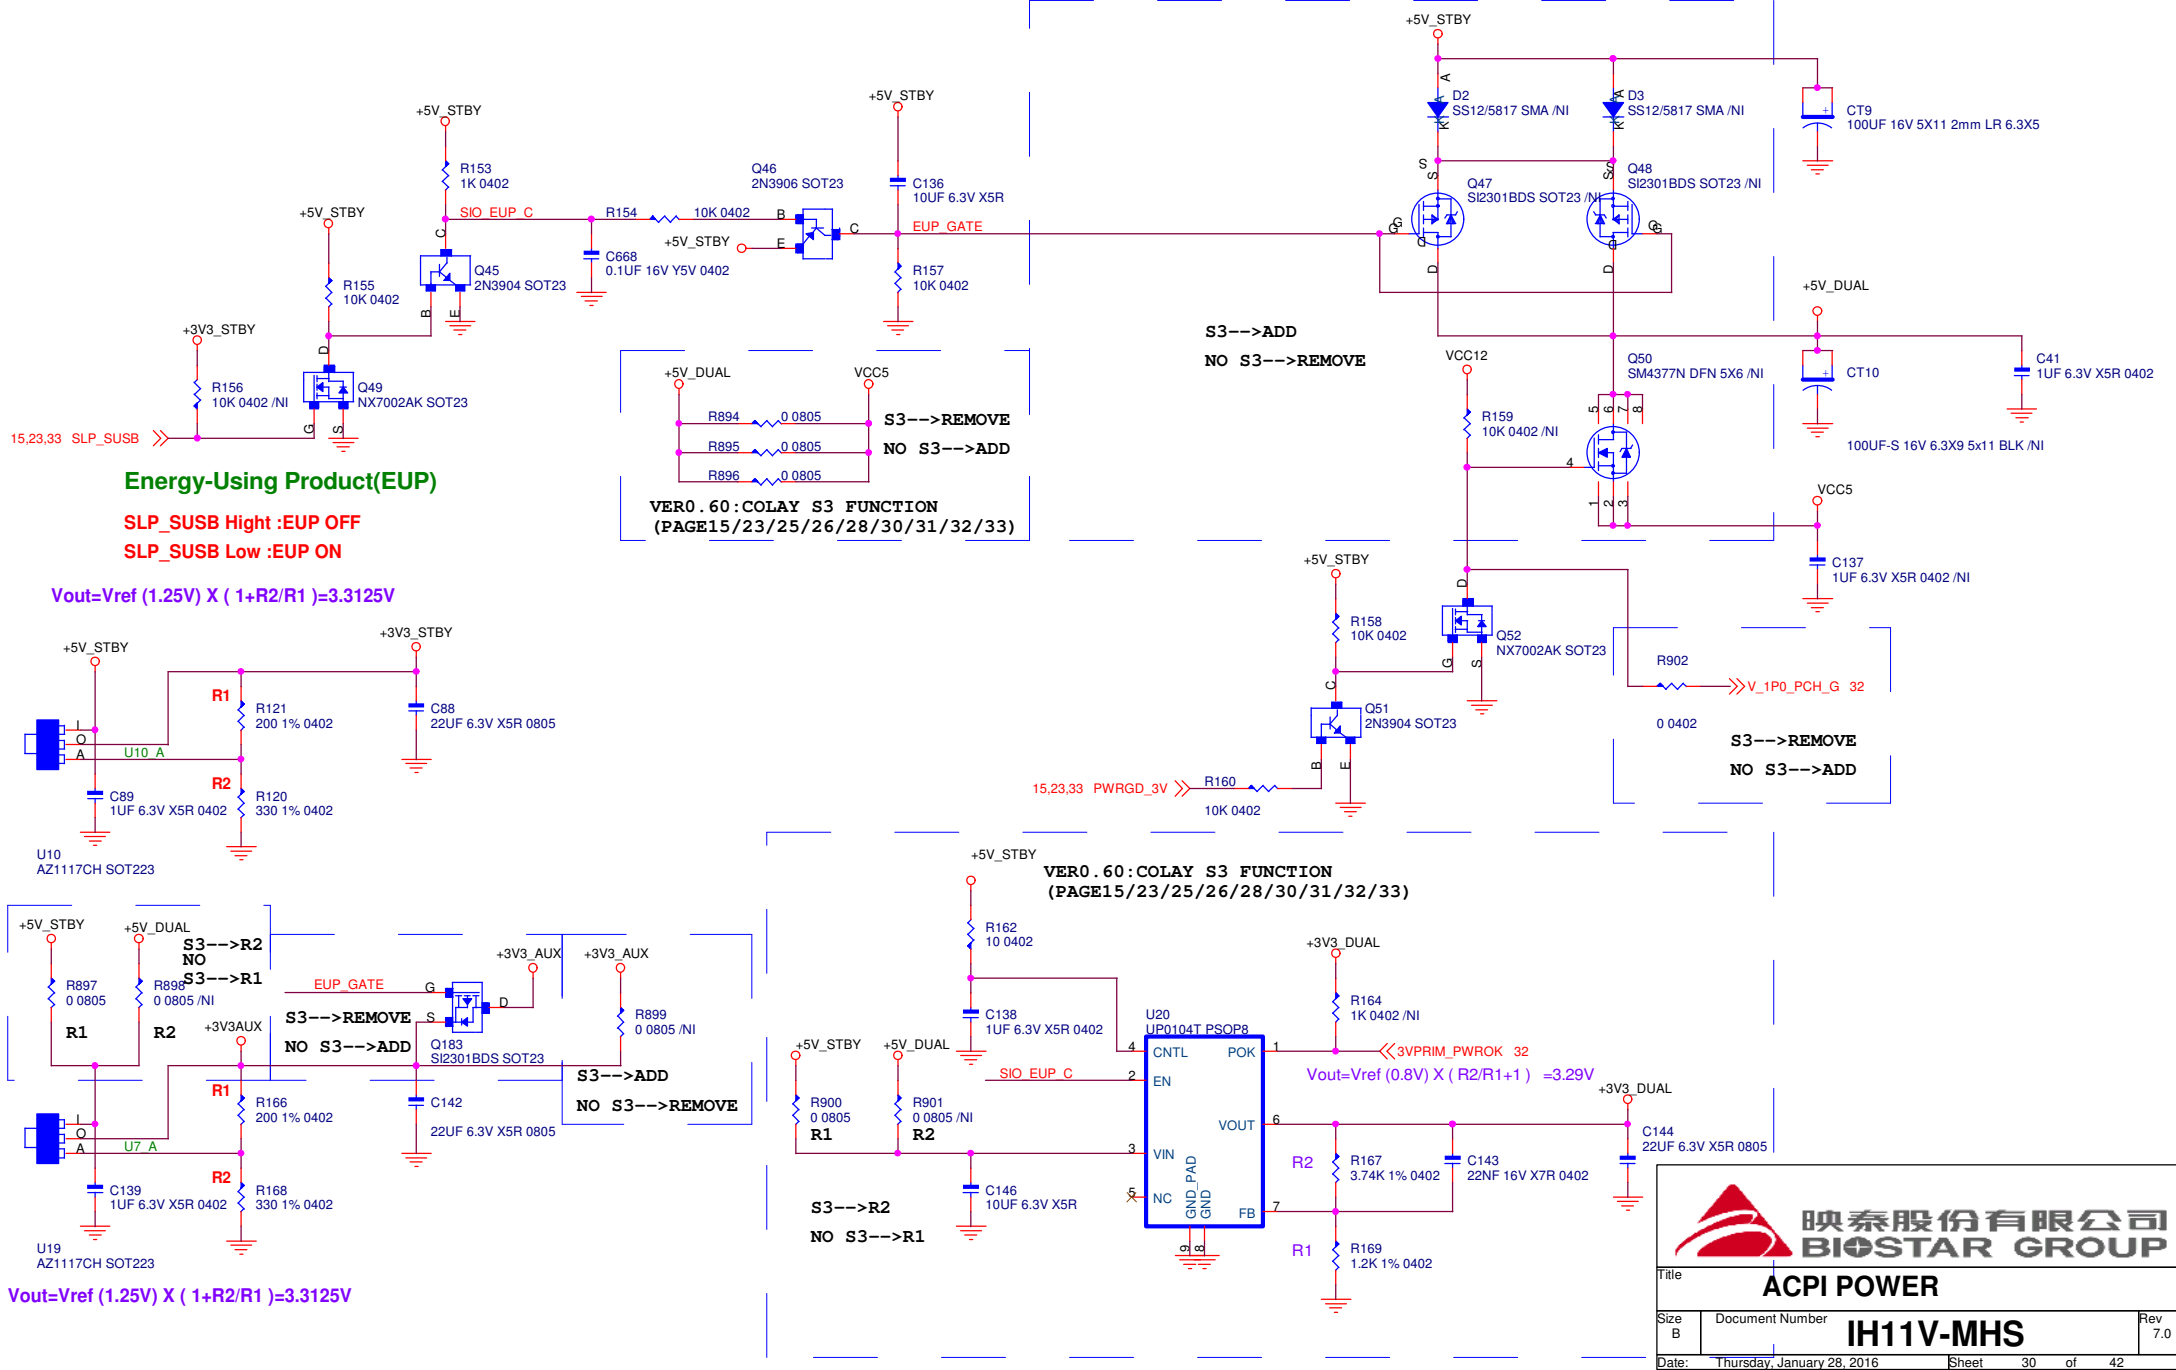 +5V_STBY
A
D2
SS12/5817 SMA /NI
K
A
D3
SS12/5817 SMA /NI
K
CT9
100UF 16V 5X11 2mm LR 6.3X5
+5V_STBY
R153
1K 0402
SIO_EUP_C
R154
10K 0402
Q46
2N3906 SOT23
B
E
C
+5V_STBY
+5V_STBY
C136
10UF 6.3V X5R
EUP_GATE
R157
10K 0402
C668
0.1UF 16V Y5V 0402
+5V_STBY
R155
10K 0402
C
Q45
2N3904 SOT23
B
E
+3V3_STBY
R156
10K 0402 /NI
D
Q49
NX7002AK SOT23
G
S
15,23,33 SLP_SUSB
S
S
Q47
SI2301BDS SOT23 /NI
G
G
D
D
S
S
Q48
SI2301BDS SOT23 /NI
G
G
D
D
+5V_DUAL
CT10
100UF-S 16V 6.3X9 5x11 BLK /NI
C41
1UF 6.3V X5R 0402
S3-->ADD
NO S3-->REMOVE
VCC12
R159
10K 0402 /NI
Q50
SM4377N DFN 5X6 /NI
5
6
7
8
4
1
2
3
VCC5
C137
1UF 6.3V X5R 0402 /NI
+5V_DUAL
VCC5
R894
0 0805
R895
0 0805
R896
0 0805
S3-->REMOVE
NO S3-->ADD
VER0.60:COLAY S3 FUNCTION
(PAGE15/23/25/26/28/30/31/32/33)
Energy-Using Product(EUP)
SLP_SUSB Hight :EUP OFF
SLP_SUSB Low :EUP ON
Vout=Vref (1.25V) X ( 1+R2/R1 )=3.3125V
+5V_STBY
+3V3_STBY
R1
R121
200 1% 0402
C88
22UF 6.3V X5R 0805
I
O
A
U10_A
R2
R120
330 1% 0402
C89
1UF 6.3V X5R 0402
U10
AZ1117CH SOT223
+5V_STBY
R158
10K 0402
D
Q52
NX7002AK SOT23
G
S
C
Q51
2N3904 SOT23
B
E
15,23,33 PWRGD_3V
R160
10K 0402
R902
0 0402
V_1P0_PCH_G 32
S3-->REMOVE
NO S3-->ADD
+5V_STBY
+5V_DUAL
S3-->R2
NO
S3-->R1
R897
0 0805
R1
R898
0 0805 /NI
R2
+3V3AUX
EUP_GATE
G
S
D
+3V3_AUX
S3-->REMOVE
NO S3-->ADD
Q183
SI2301BDS SOT23
+3V3_AUX
R899
0 0805 /NI
S3-->ADD
NO S3-->REMOVE
R1
R166
200 1% 0402
C142
22UF 6.3V X5R 0805
I
O
A
U7_A
R2
R168
330 1% 0402
C139
1UF 6.3V X5R 0402
U19
AZ1117CH SOT223
Vout=Vref (1.25V) X ( 1+R2/R1 )=3.3125V
+5V_STBY
VER0.60:COLAY S3 FUNCTION
(PAGE15/23/25/26/28/30/31/32/33)
R162
10 0402
C138
1UF 6.3V X5R 0402
+3V3_DUAL
R164
1K 0402 /NI
U20
UP0104T PSOP8
4
CNTL
POK
1
3VPRIM_PWROK 32
SIO_EUP_C
2
EN
Vout=Vref (0.8V) X ( R2/R1+1 ) =3.29V
+3V3_DUAL
+5V_STBY
+5V_DUAL
R900
0 0805
R1
R901
0 0805 /NI
R2
VOUT
6
3
VIN
5
NC
GND_PAD
GND
FB
7
9
8
C144
22UF 6.3V X5R 0805
R2
R167
3.74K 1% 0402
C143
22NF 16V X7R 0402
R1
R169
1.2K 1% 0402
C146
10UF 6.3V X5R
S3-->R2
NO S3-->R1
映泰股份有限公司
BIOSTAR GROUP
Title
ACPI POWER
Size
B
Document Number
IH11V-MHS
Rev
7.0
Date: Thursday, January 28, 2016
Sheet 30 of 42